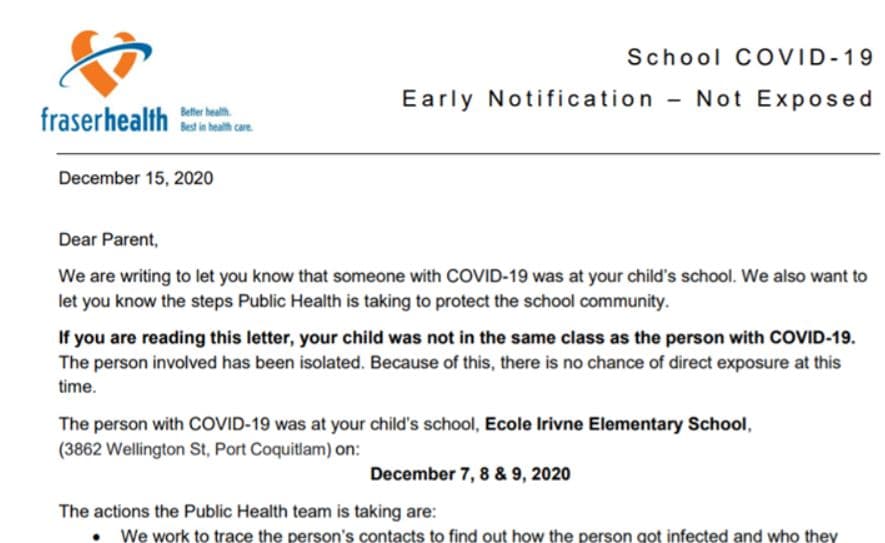 School COVID-19
Early Notification – Not Exposed
fraserhealth
Better health.
Best in health care.
December 15, 2020
Dear Parent,
We are writing to let you know that someone with COVID-19 was at your child's school. We also want to
let you know the steps Public Health is taking to protect the school community.
If you are reading this letter, your child was not in the same class as the person with COVID-19.
The person involved has been isolated. Because of this, there is no chance of direct exposure at this
time.
The person with COVID-19 was at your child's school, Ecole Irivne Elementary School,
(3862 Wellington St, Port Coquitlam) on:
December 7, 8 & 9, 2020
The actions the Public Health team is taking are:
• We work to trace the person's contacts to find out how the person got infected and who they